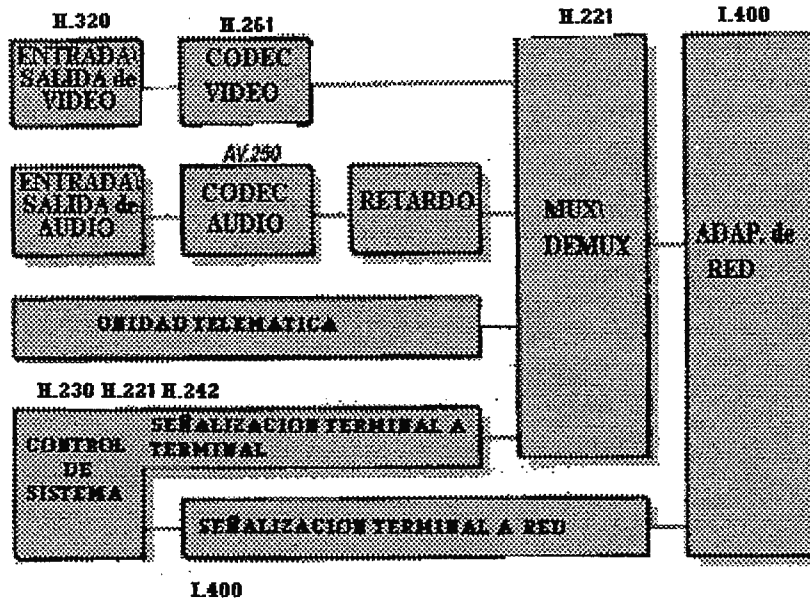 H.320 H.261 H.221 I.400
ENTRADA\
SALIDA de
VIDEO
CODEC
VIDEO
AV.250
ENTRADA\
SALIDA de
AUDIO
CODEC
AUDIO
RETARDO
MUX\
DEMUX
ADAP. de
RED
UNIDAD TELEMATICA
H.230 H.221 H.242
CONTROL
DE
SISTEMA
SEÑALIZACION TERMINAL A
TERMINAL
SEÑALIZACION TERMINAL A RED
I.400